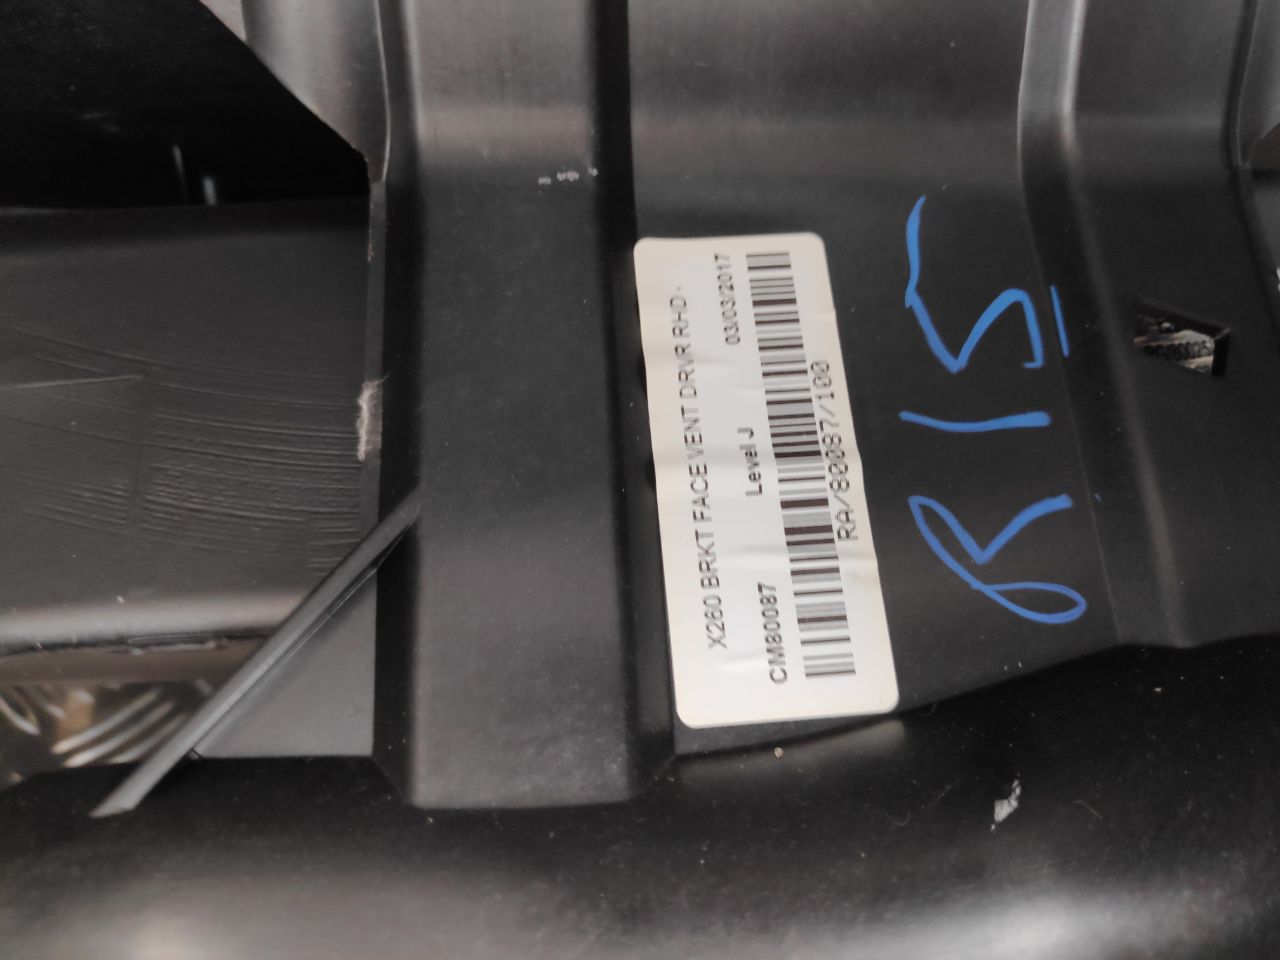 X260 BRKT FACE VENT DRVR RHD -
CM80087 Level J 03/03/2017
RA/80087/100
R15